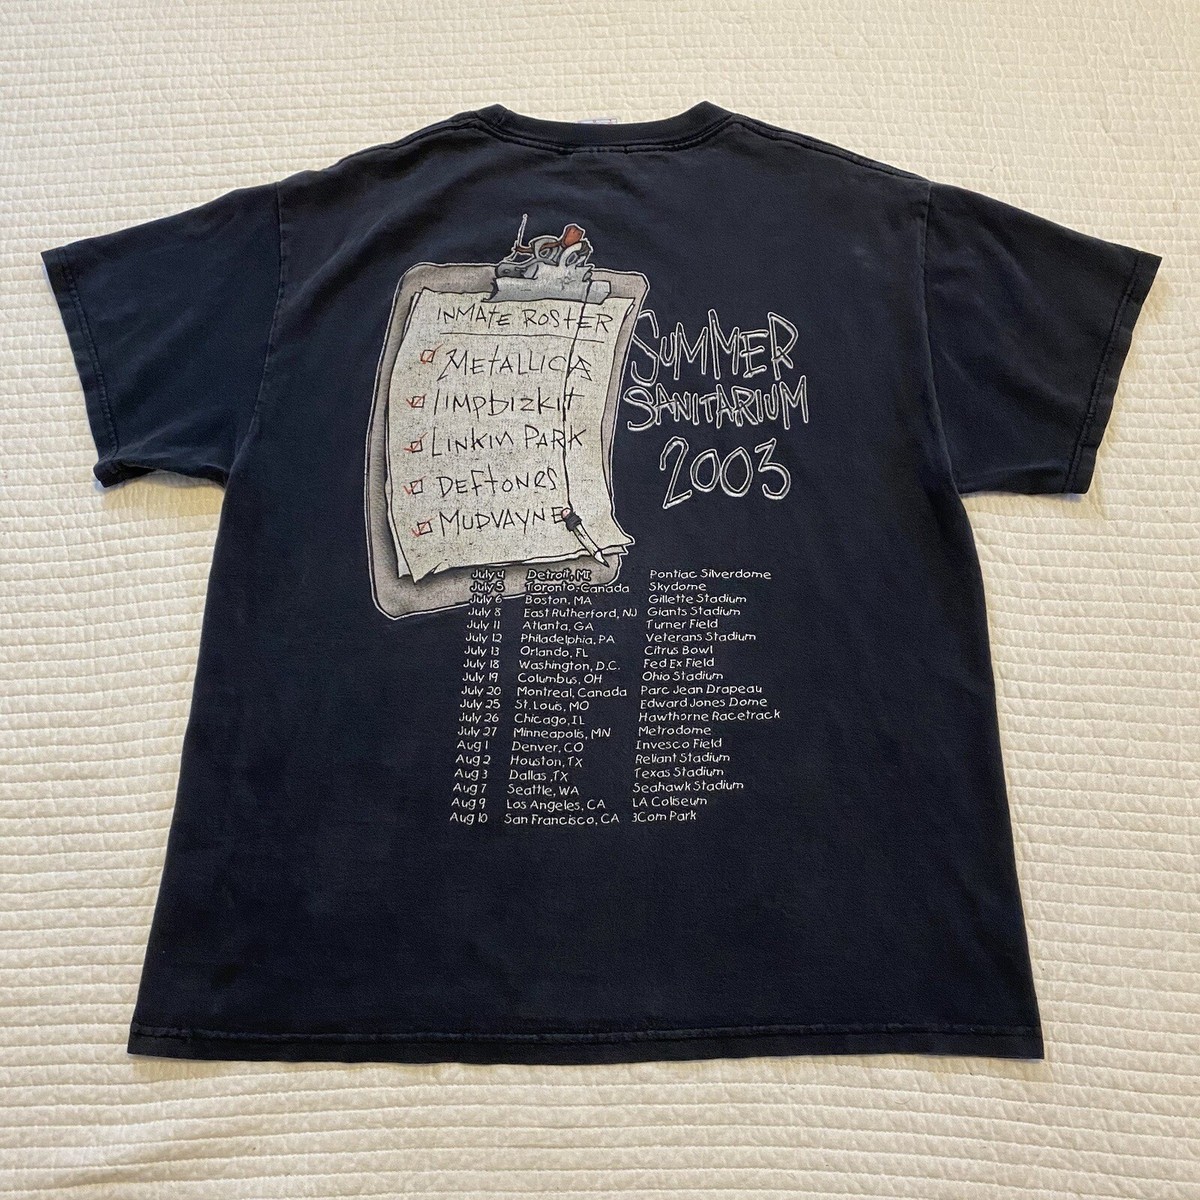 INMATE ROSTER
METALLICA
limpbizkit
LINKIN PARK
DEFTONES
MUDVAYNE
SUMMER
SANITARIUM
2003
July 4 Detroit, MI Pontiac Silverdome
July 5 Toronto, Canada Skydome
July 6 Boston, MA Gillette Stadium
July 8 East Rutherford, NJ Giants Stadium
July 11 Atlanta, GA Turner Field
July 12 Philadelphia, PA Veterans Stadium
July 13 Orlando, FL Citrus Bowl
July 18 Washington, D.C. Fed Ex Field
July 19 Columbus, OH Ohio Stadium
July 20 Montreal, Canada Parc Jean Drapeau
July 25 St. Louis, MO Edward Jones Dome
July 26 Chicago, IL Hawthorne Racetrack
July 27 Minneapolis, MN Metrodome
Aug 1 Denver, CO Invesco Field
Aug 2 Houston, TX Reliant Stadium
Aug 3 Dallas, TX Texas Stadium
Aug 7 Seattle, WA Seahawk Stadium
Aug 9 Los Angeles, CA LA Coliseum
Aug 10 San Francisco, CA 3Com Park